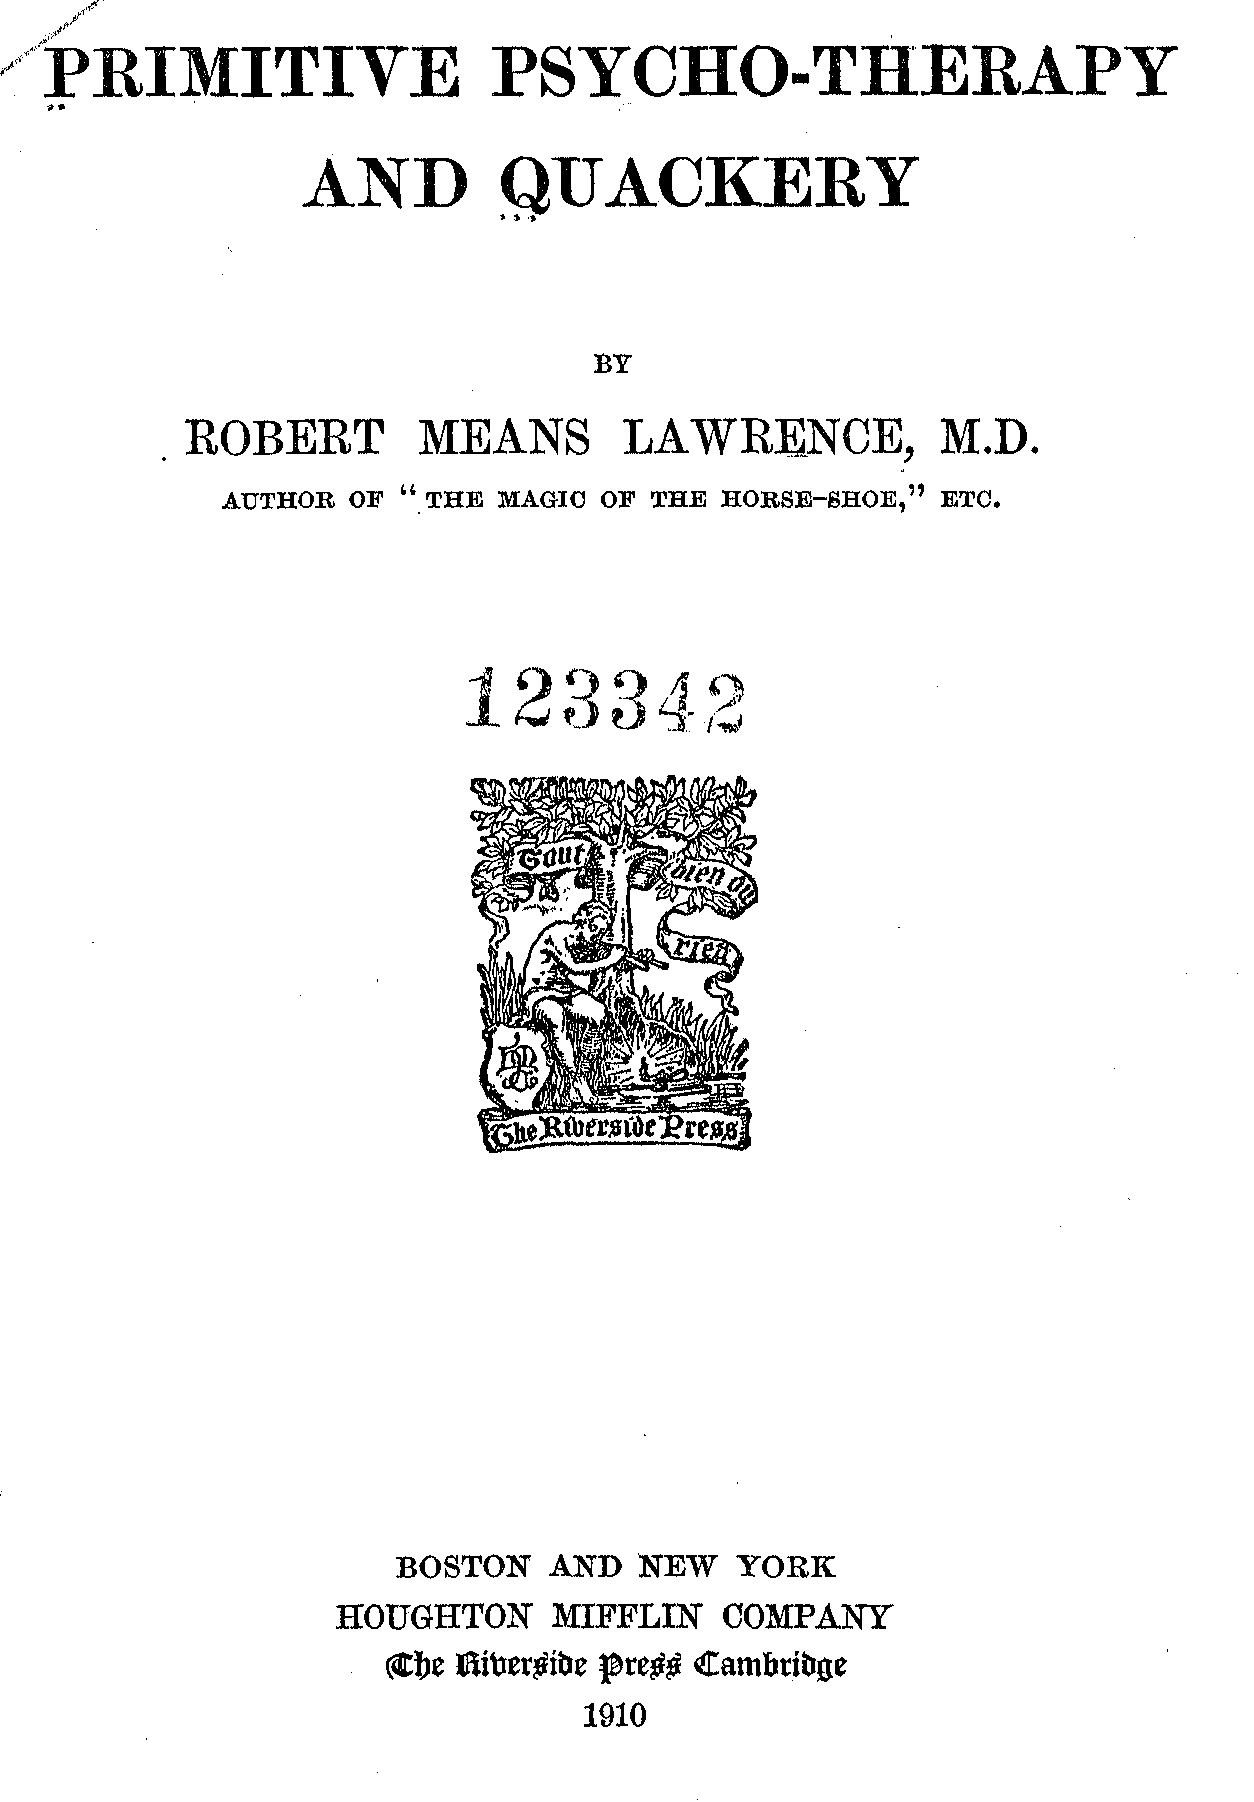 PRIMITIVE PSYCHO-THERAPY
AND QUACKERY
BY
ROBERT MEANS LAWRENCE, M.D.
AUTHOR OF “THE MAGIC OF THE HORSE-SHOE,” ETC.
123342
Tout
bien ou
rien
The Riverside Press
BOSTON AND NEW YORK
HOUGHTON MIFFLIN COMPANY
The Riverside Press Cambridge
1910